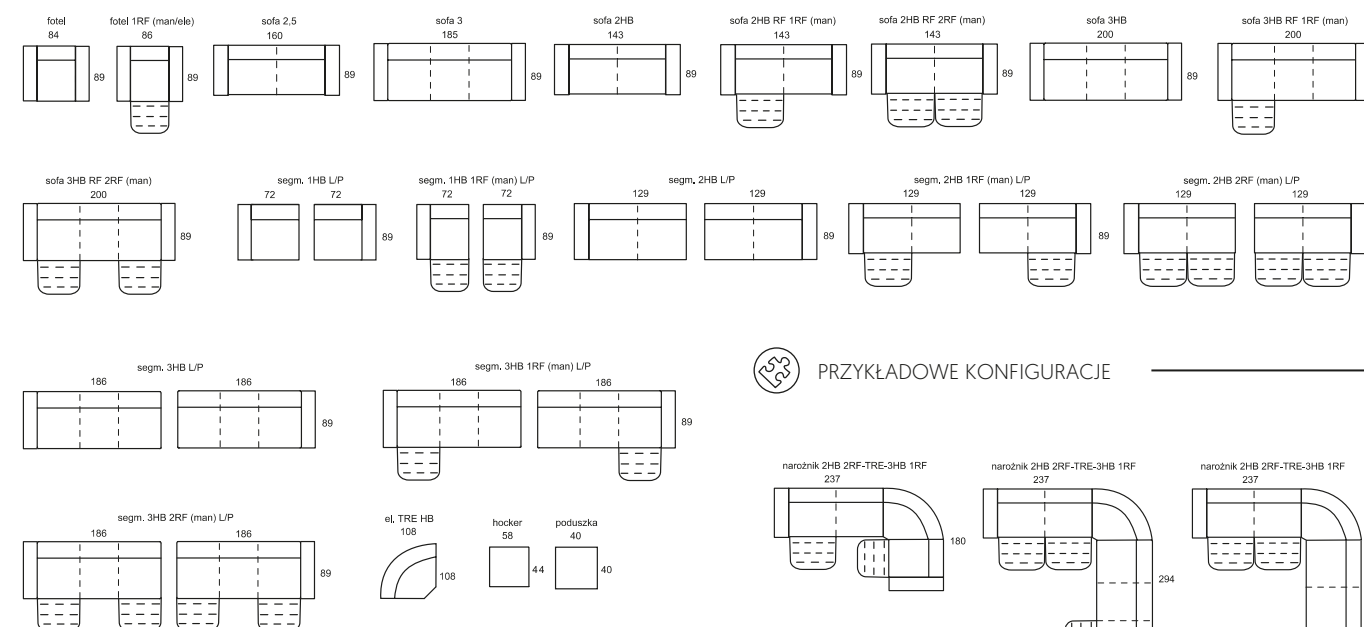 fotel
84
89
fotel 1RF (man/ele)
86
89
sofa 2,5
160
89
sofa 3
185
89
sofa 2HB
143
89
sofa 2HB RF 1RF (man)
143
89
sofa 2HB RF 2RF (man)
143
89
sofa 3HB
200
89
sofa 3HB RF 1RF (man)
200
sofa 3HB RF 2RF (man)
200
89
segm. 1HB L/P
72 72
89
segm. 1HB 1RF (man) L/P
72 72
89
segm. 2HB L/P
129 129
89
segm. 2HB 1RF (man) L/P
129 129
89
segm. 2HB 2RF (man) L/P
129 129
segm. 3HB L/P
186 186
89
segm. 3HB 1RF (man) L/P
186 186
89
segm. 3HB 2RF (man) L/P
186 186
89
el. TRE HB
108
108
hocker
58
44
poduszka
40
40
PRZYKŁADOWE KONFIGURACJE
narożnik 2HB 2RF-TRE-3HB 1RF
237
180
narożnik 2HB 2RF-TRE-3HB 1RF
237
294
narożnik 2HB 2RF-TRE-3HB 1RF
237